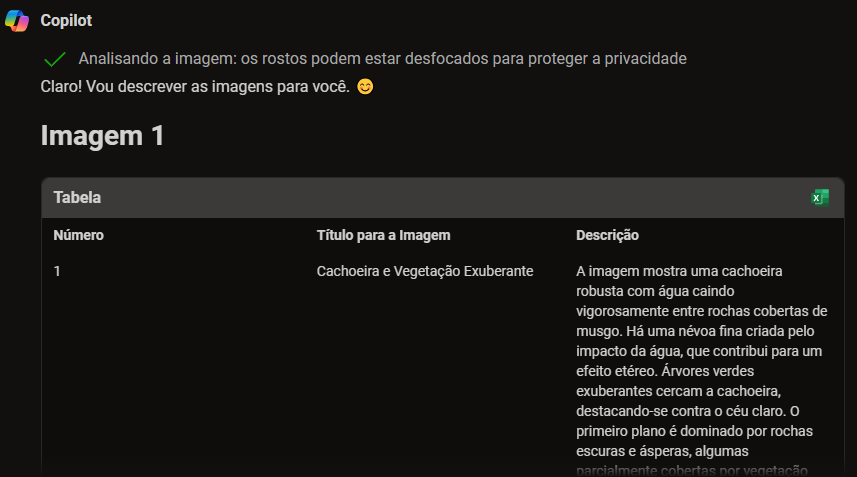 Copilot
Analisando a imagem: os rostos podem estar desfocados para proteger a privacidade
Claro! Vou descrever as imagens para você. 😊
Imagem 1
Tabela
Número Título para a Imagem Descrição
1 Cachoeira e Vegetação Exuberante A imagem mostra uma cachoeira
robusta com água caindo
vigorosamente entre rochas cobertas de
musgo. Há uma névoa fina criada pelo
impacto da água, que contribui para um
efeito etéreo. Árvores verdes
exuberantes cercam a cachoeira,
destacando-se contra o céu claro. O
primeiro plano é dominado por rochas
escuras e ásperas, algumas
parcialmente cobertas por vegetação